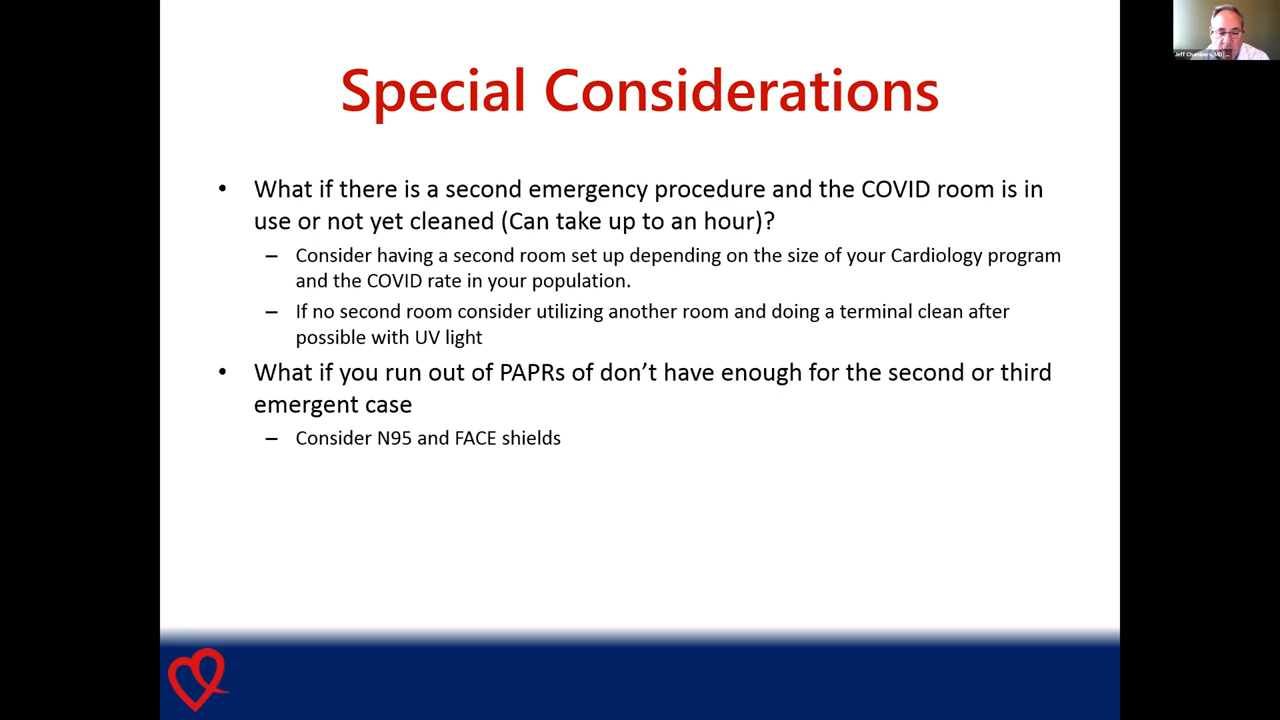 Jeff Chambers, MD
Special Considerations
• What if there is a second emergency procedure and the COVID room is in
use or not yet cleaned (Can take up to an hour)?
– Consider having a second room set up depending on the size of your Cardiology program
and the COVID rate in your population.
– If no second room consider utilizing another room and doing a terminal clean after
possible with UV light
• What if you run out of PAPRs of don’t have enough for the second or third
emergent case
– Consider N95 and FACE shields